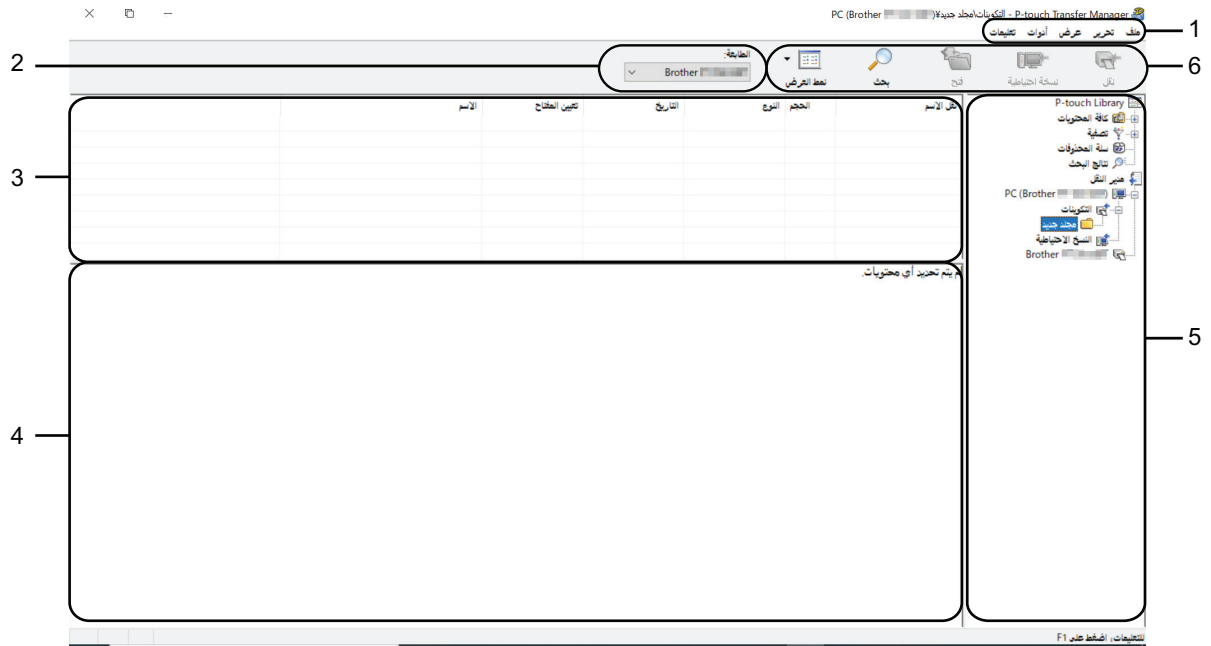 P-touch Transfer Manager - التكوينات\مجلد جديد¥(PC (Brother
ملف تحرير عرض أدوات تعليمات
1
2
6
نقل
نسخة احتياطية
فتح
بحث
نمط العرض
الطابعة:
Brother
نقل الاسم الحجم النوع التاريخ تعيين المفتاح الاسم
3
لم يتم تحديد أي محتويات.
4
P-touch Library
كافة المحتويات
تصفية
سلة المحذوفات
نتائج البحث
مدير النقل
PC (Brother )
التكوينات
مجلد جديد
النسخ الاحتياطية
Brother
5
للتعليمات، اضغط على F1